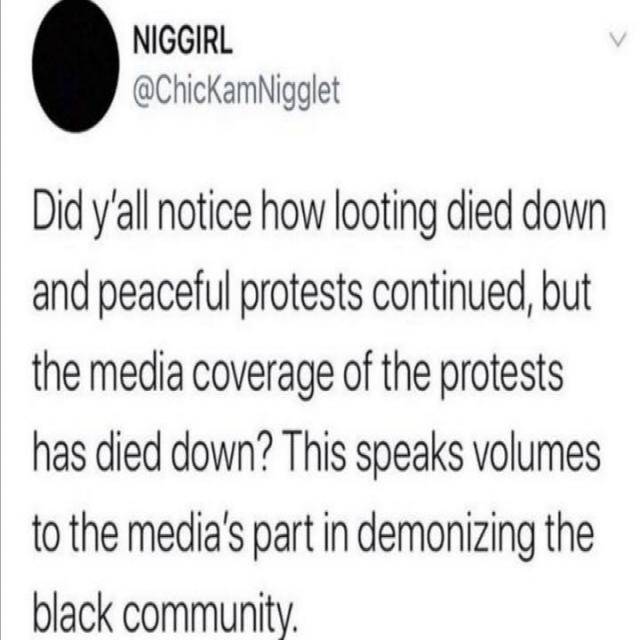 NIGGIRL
@ChicKamNigglet
Did y'all notice how looting died down
and peaceful protests continued, but
the media coverage of the protests
has died down? This speaks volumes
to the media's part in demonizing the
black community.